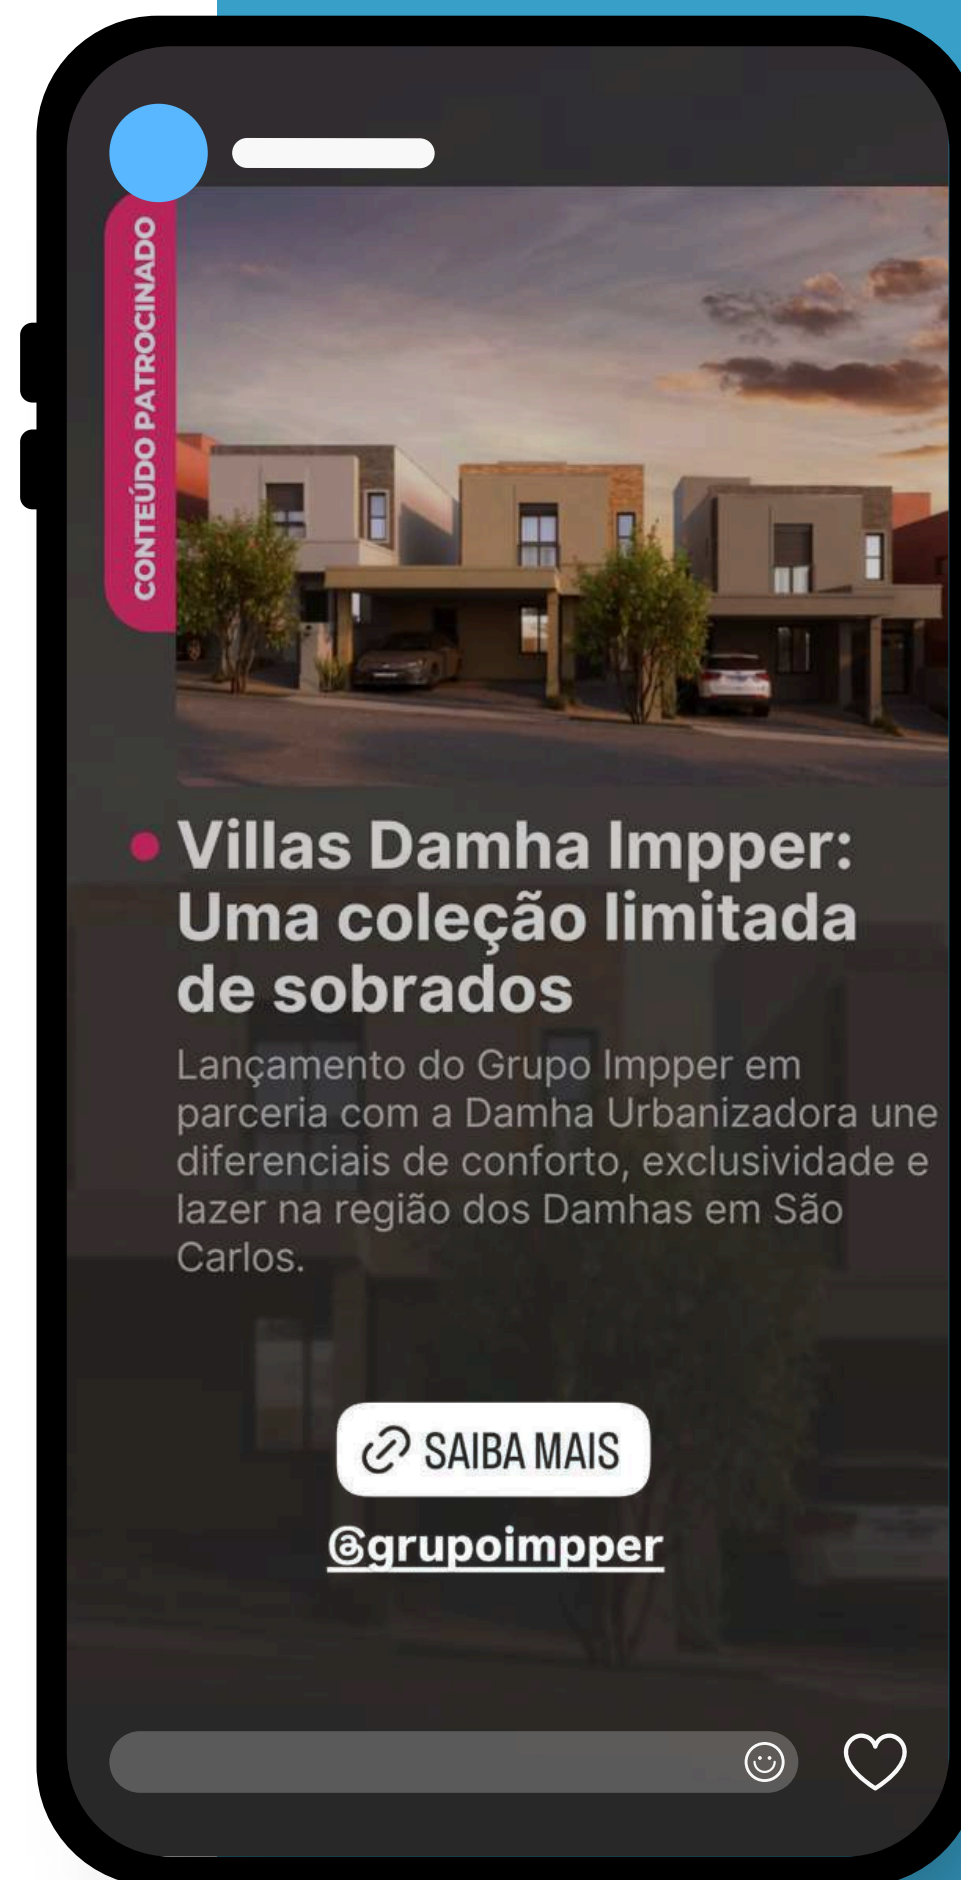 CONTEÚDO PATROCINADO
Villas Damha Impper:
Uma coleção limitada
de sobrados
Lançamento do Grupo Impper em
parceria com a Damha Urbanizadora une
diferenciais de conforto, exclusividade e
lazer na região dos Damhas em São
Carlos.
SAIBA MAIS
@grupoimpper